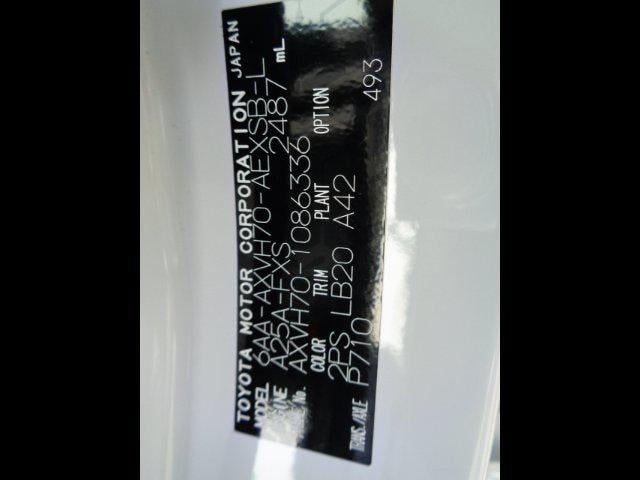 TOYOTA MOTOR CORPORATION JAPAN
MODEL 6AA-AXVH70-AEXSB-L
A25A-FXS 2487 mL
No. AXVH70-1086336
COLOR TRIM PLANT OPTION
2PS LB20 A42
TRANS/AXLE P710 493